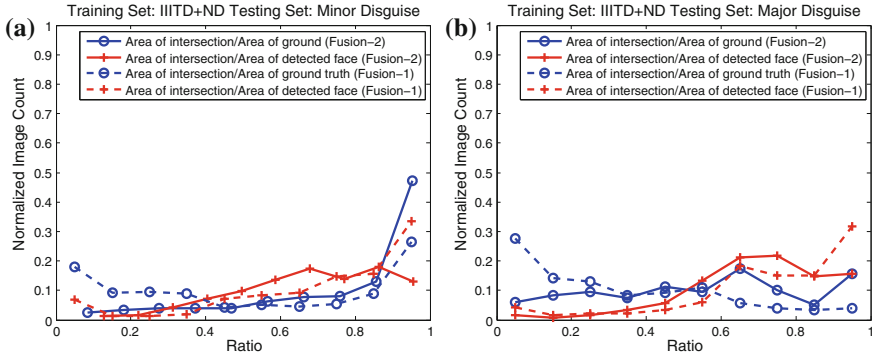 (a)
Training Set: IIITD+ND Testing Set: Minor Disguise
Area of intersection/Area of ground (Fusion-2)
Area of intersection/Area of detected face (Fusion-2)
Area of intersection/Area of ground truth (Fusion-1)
Area of intersection/Area of detected face (Fusion-1)
Normalized Image Count
1
0.9
0.8
0.7
0.6
0.5
0.4
0.3
0.2
0.1
0
0 0.2 0.4 0.6 0.8 1
Ratio
(b)
Training Set: IIITD+ND Testing Set: Major Disguise
Area of intersection/Area of ground (Fusion-2)
Area of intersection/Area of detected face (Fusion-2)
Area of intersection/Area of ground truth (Fusion-1)
Area of intersection/Area of detected face (Fusion-1)
Normalized Image Count
1
0.9
0.8
0.7
0.6
0.5
0.4
0.3
0.2
0.1
0
0 0.2 0.4 0.6 0.8 1
Ratio